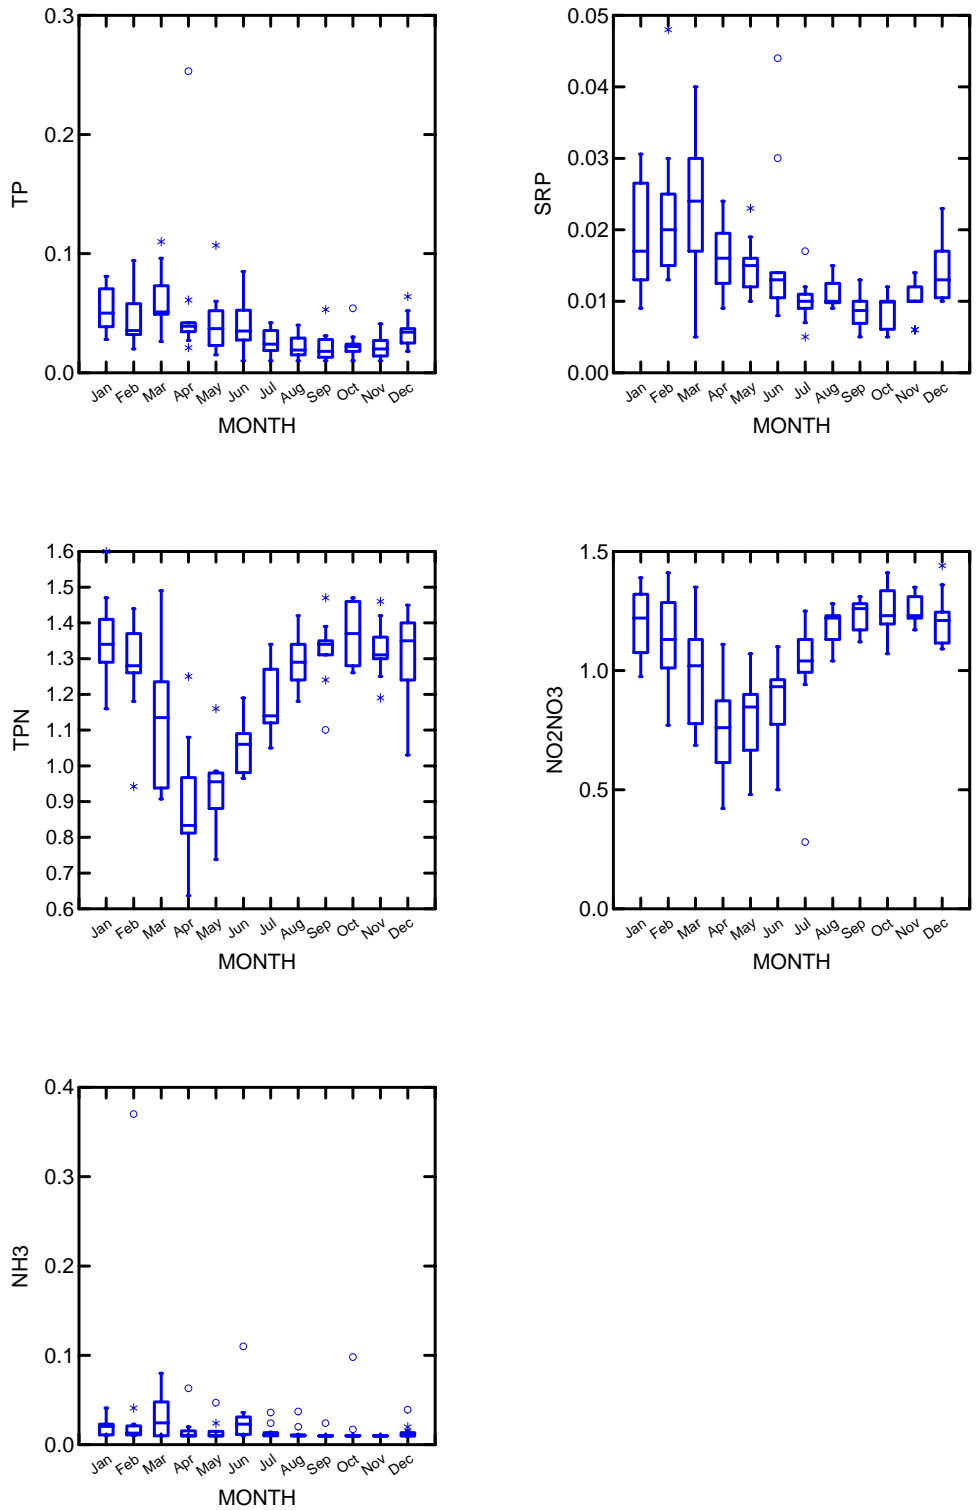 0.3
0.2
0.1
0.0
TP
Jan Feb Mar Apr May Jun Jul Aug Sep Oct Nov Dec
MONTH
0.05
0.04
0.03
0.02
0.01
0.00
SRP
Jan Feb Mar Apr May Jun Jul Aug Sep Oct Nov Dec
MONTH
1.6
1.5
1.4
1.3
1.2
1.1
1.0
0.9
0.8
0.7
0.6
TPN
Jan Feb Mar Apr May Jun Jul Aug Sep Oct Nov Dec
MONTH
1.5
1.0
0.5
0.0
NO2NO3
Jan Feb Mar Apr May Jun Jul Aug Sep Oct Nov Dec
MONTH
0.4
0.3
0.2
0.1
0.0
NH3
Jan Feb Mar Apr May Jun Jul Aug Sep Oct Nov Dec
MONTH